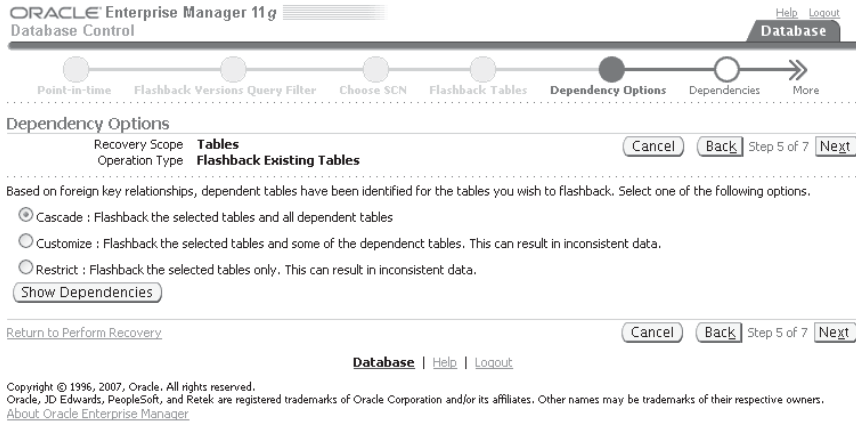 ORACLE Enterprise Manager 11g
Help Logout
Database Control
Database
Point-in-time Flashback Versions Query Filter Choose SCN Flashback Tables Dependency Options Dependencies More
Dependency Options
Recovery Scope Tables
Operation Type Flashback Existing Tables
Cancel Back Step 5 of 7 Next
Based on foreign key relationships, dependent tables have been identified for the tables you wish to flashback. Select one of the following options.
Cascade : Flashback the selected tables and all dependent tables
Customize : Flashback the selected tables and some of the dependenct tables. This can result in inconsistent data.
Restrict : Flashback the selected tables only. This can result in inconsistent data.
Show Dependencies
Return to Perform Recovery
Cancel Back Step 5 of 7 Next
Database | Help | Logout
Copyright © 1996, 2007, Oracle. All rights reserved.
Oracle, JD Edwards, PeopleSoft, and Retek are registered trademarks of Oracle Corporation and/or its affiliates. Other names may be trademarks of their respective owners.
About Oracle Enterprise Manager